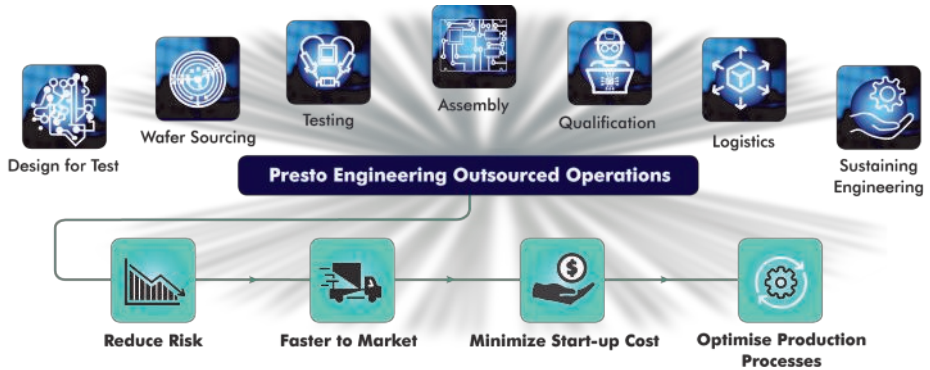 Design for Test
Wafer Sourcing
Testing
Assembly
Qualification
Logistics
Sustaining
Engineering
Presto Engineering Outsourced Operations
$
Reduce Risk
Faster to Market
Minimize Start-up Cost
Optimise Production
Processes